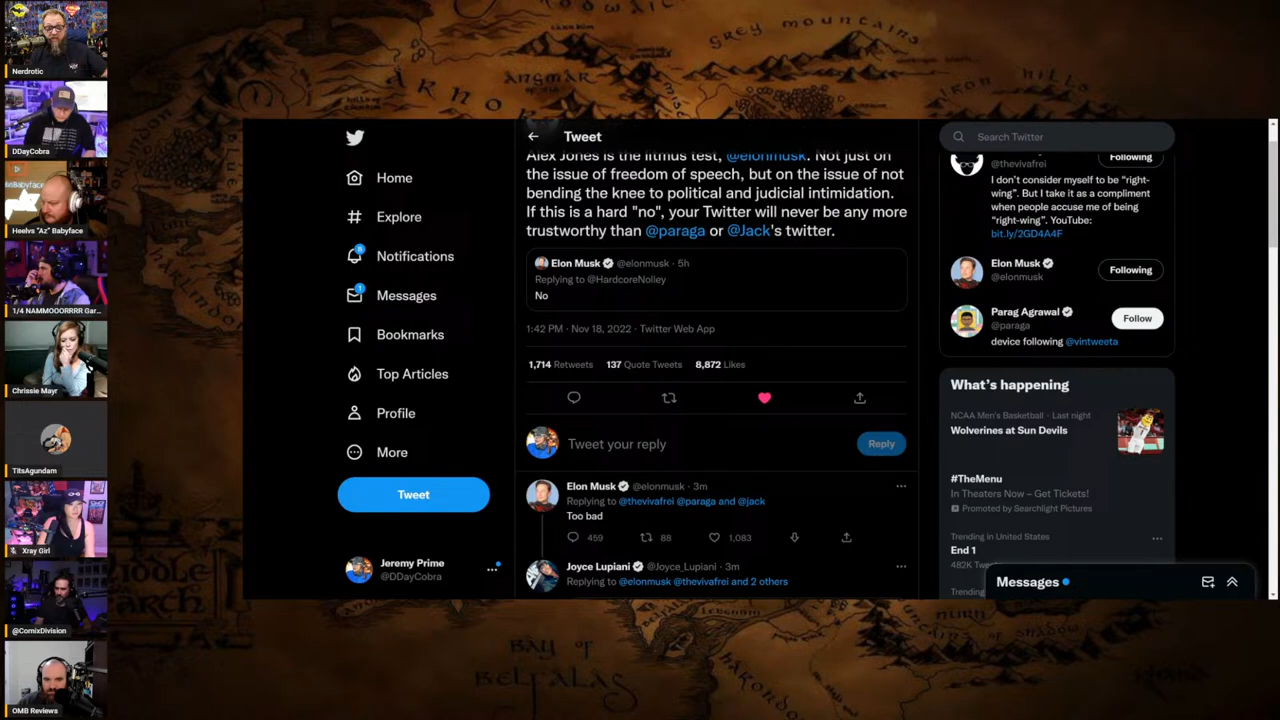 Nerdrotic
DDayCobra
Heelvs "Az" Babyface
1/4 NAMMOOORRRR Gar...
Chrissie Mayr
TitsAgundam
Xray Girl
@ComixDivision
OMB Reviews
GREY MOUNTAINS
ANGMAR
ARNOR
IRON HILLS
Home
Explore
Notifications
Messages
Bookmarks
Top Articles
Profile
More
Tweet
Jeremy Prime
@DDayCobra
Tweet
Alex Jones is the litmus test, @elonmusk. Not just on
the issue of freedom of speech, but on the issue of not
bending the knee to political and judicial intimidation.
If this is a hard "no", your Twitter will never be any more
trustworthy than @paraga or @Jack's twitter.
Elon Musk @elonmusk · 5h
Replying to @HardcoreNolley
No
1:42 PM · Nov 18, 2022 · Twitter Web App
1,714 Retweets 137 Quote Tweets 8,872 Likes
Tweet your reply
Reply
Elon Musk @elonmusk · 3m
Replying to @thevivafrei @paraga and @jack
Too bad
459 88 1,083
Joyce Lupiani @Joyce_Lupiani · 3m
Replying to @elonmusk @thevivafrei and 2 others
Search Twitter
@thevivafrei
Following
I don't consider myself to be "right-
wing". But I take it as a compliment
when people accuse me of being
"right-wing". YouTube:
bit.ly/2GD4A4F
Elon Musk
@elonmusk
Following
Parag Agrawal
@paraga
Follow
device following @vintweeta
What's happening
NCAA Men's Basketball · Last night
Wolverines at Sun Devils
#TheMenu
In Theaters Now – Get Tickets!
Promoted by Searchlight Pictures
Trending in United States
End 1
482K Twe
Trending
Messages
BAY OF
BELFALAS